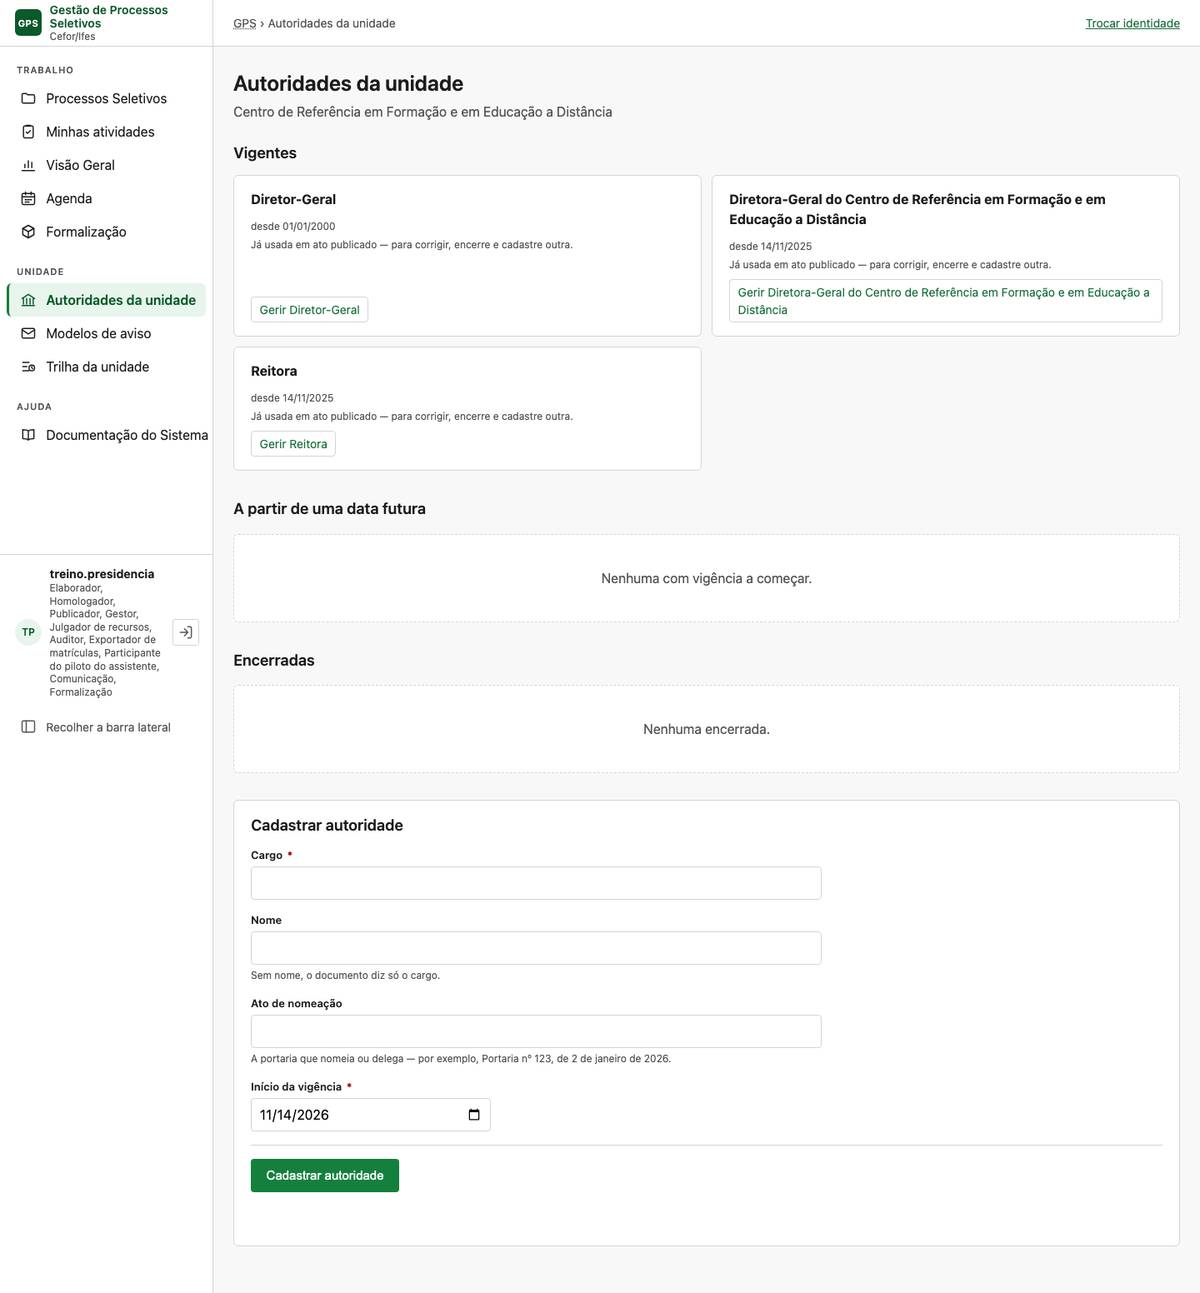 GPS
Gestão de Processos
Seletivos
Cefor/Ifes
GPS › Autoridades da unidade
Trocar identidade
TRABALHO
Processos Seletivos
Minhas atividades
Visão Geral
Agenda
Formalização
UNIDADE
Autoridades da unidade
Modelos de aviso
Trilha da unidade
AJUDA
Documentação do Sistema
TP
treino.presidencia
Elaborador,
Homologador,
Publicador, Gestor,
Julgador de recursos,
Auditor, Exportador de
matrículas, Participante
do piloto do assistente,
Comunicação,
Formalização
Recolher a barra lateral
Autoridades da unidade
Centro de Referência em Formação e em Educação a Distância
Vigentes
Diretor-Geral
desde 01/01/2000
Já usada em ato publicado — para corrigir, encerre e cadastre outra.
Gerir Diretor-Geral
Diretora-Geral do Centro de Referência em Formação e em
Educação a Distância
desde 14/11/2025
Já usada em ato publicado — para corrigir, encerre e cadastre outra.
Gerir Diretora-Geral do Centro de Referência em Formação e em Educação a
Distância
Reitora
desde 14/11/2025
Já usada em ato publicado — para corrigir, encerre e cadastre outra.
Gerir Reitora
A partir de uma data futura
Nenhuma com vigência a começar.
Encerradas
Nenhuma encerrada.
Cadastrar autoridade
Cargo *
Nome
Sem nome, o documento diz só o cargo.
Ato de nomeação
A portaria que nomeia ou delega — por exemplo, Portaria nº 123, de 2 de janeiro de 2026.
Início da vigência *
11/14/2026
Cadastrar autoridade